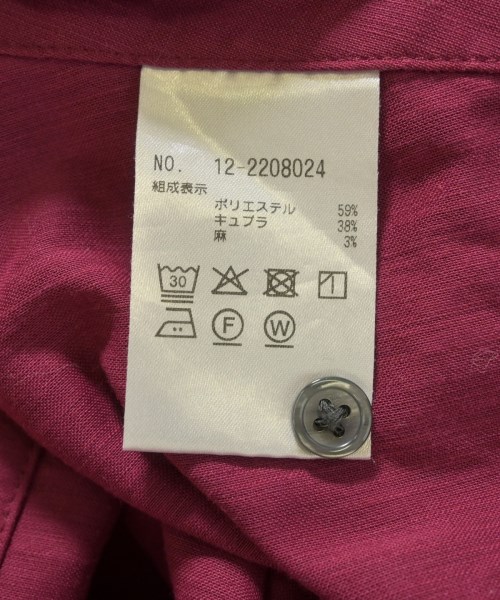 NO. 12-2208024
組成表示
ポリエステル 59%
キュプラ 38%
麻 3%
30
F W